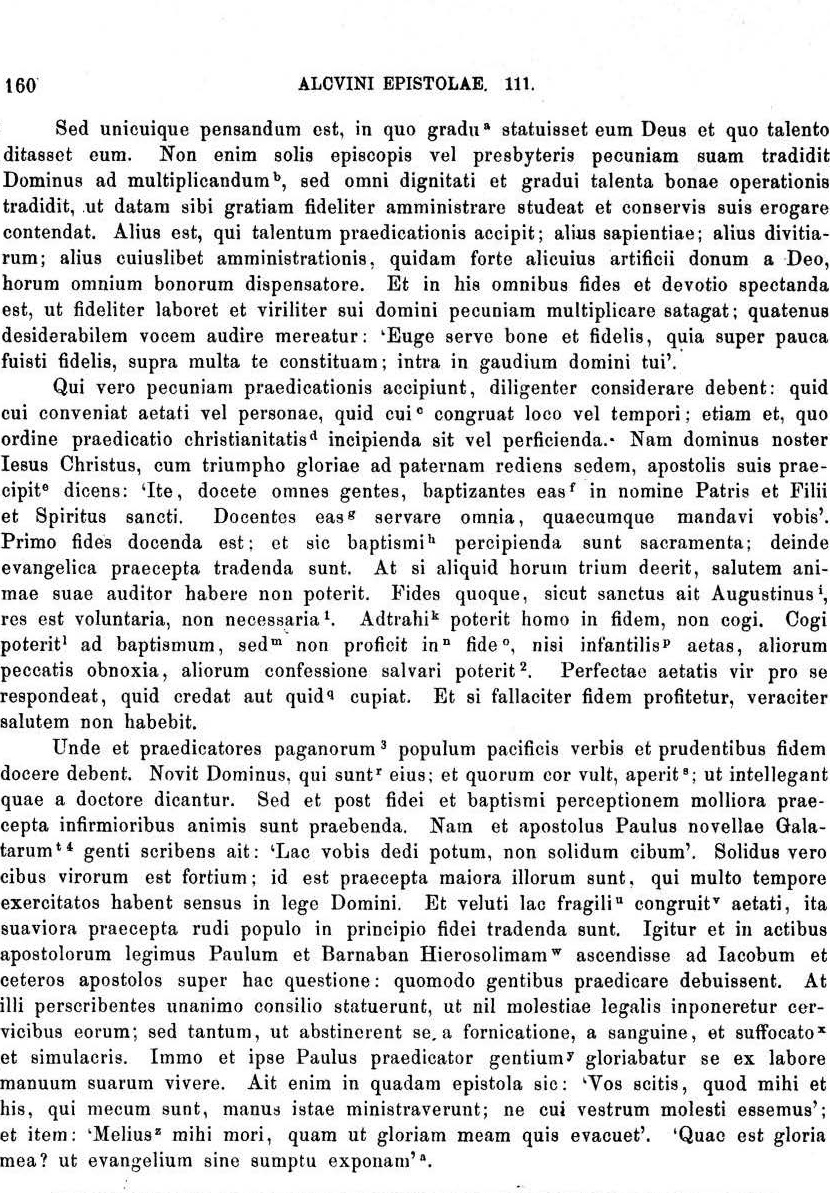 160 ALCVINI EPISTOLAE. 111.
Sed unicuique pensandum est, in quo gradu ᵃ statuisset eum Deus et quo talento
ditasset eum. Non enim solis episcopis vel presbyteris pecuniam suam tradidit
Dominus ad multiplicandum ᵇ, sed omni dignitati et gradui talenta bonae operationis
tradidit, ut datam sibi gratiam fideliter amministrare studeat et conservis suis erogare
contendat. Alius est, qui talentum praedicationis accipit; alius sapientiae; alius divitia-
rum; alius cuiuslibet amministrationis, quidam forte alicuius artificii donum a Deo,
horum omnium bonorum dispensatore. Et in his omnibus fides et devotio spectanda
est, ut fideliter laboret et viriliter sui domini pecuniam multiplicare satagat; quatenus
desiderabilem vocem audire mereatur: ‘Euge serve bone et fidelis, quia super pauca
fuisti fidelis, supra multa te constituam; intra in gaudium domini tui’.
Qui vero pecuniam praedicationis accipiunt, diligenter considerare debent: quid
cui conveniat aetati vel personae, quid cui ᶜ congruat loco vel tempori; etiam et, quo
ordine praedicatio christianitatis ᵈ incipienda sit vel perficienda. Nam dominus noster
Iesus Christus, cum triumpho gloriae ad paternam rediens sedem, apostolis suis prae-
cipit ᵉ dicens: ‘Ite, docete omnes gentes, baptizantes eas ᶠ in nomine Patris et Filii
et Spiritus sancti. Docentes eas ᵍ servare omnia, quaecumque mandavi vobis’.
Primo fides docenda est; et sic baptismi ʰ percipienda sunt sacramenta; deinde
evangelica praecepta tradenda sunt. At si aliquid horum trium deerit, salutem ani-
mae suae auditor habere non poterit. Fides quoque, sicut sanctus ait Augustinus ⁱ,
res est voluntaria, non necessaria ¹. Adtrahi ᵏ poterit homo in fidem, non cogi. Cogi
poterit ˡ ad baptismum, sed ᵐ non proficit in ⁿ fide ᵒ, nisi infantilis ᵖ aetas, aliorum
peccatis obnoxia, aliorum confessione salvari poterit ². Perfectae aetatis vir pro se
respondeat, quid credat aut quid q cupiat. Et si fallaciter fidem profitetur, veraciter
salutem non habebit.
Unde et praedicatores paganorum ³ populum pacificis verbis et prudentibus fidem
docere debent. Novit Dominus, qui sunt ʳ eius; et quorum cor vult, aperit ˢ; ut intellegant
quae a doctore dicantur. Sed et post fidei et baptismi perceptionem molliora prae-
cepta infirmioribus animis sunt praebenda. Nam et apostolus Paulus novellae Gala-
tarum ᵗ ⁴ genti scribens ait: ‘Lac vobis dedi potum, non solidum cibum’. Solidus vero
cibus virorum est fortium; id est praecepta maiora illorum sunt, qui multo tempore
exercitatos habent sensus in lege Domini. Et veluti lac fragili ᵘ congruit ᵛ aetati, ita
suaviora praecepta rudi populo in principio fidei tradenda sunt. Igitur et in actibus
apostolorum legimus Paulum et Barnaban Hierosolimam ʷ ascendisse ad Iacobum et
ceteros apostolos super hac questione: quomodo gentibus praedicare debuissent. At
illi perscribentes unanimo consilio statuerunt, ut nil molestiae legalis inponeretur cer-
vicibus eorum; sed tantum, ut abstinerent se a fornicatione, a sanguine, et suffocato ˣ
et simulacris. Immo et ipse Paulus praedicator gentium ʸ gloriabatur se ex labore
manuum suarum vivere. Ait enim in quadam epistola sic: ‘Vos scitis, quod mihi et
his, qui mecum sunt, manus istae ministraverunt; ne cui vestrum molesti essemus’;
et item: ‘Melius ᶻ mihi mori, quam ut gloriam meam quis evacuet’. ‘Quae est gloria
mea? ut evangelium sine sumptu exponam’ ᵃ.